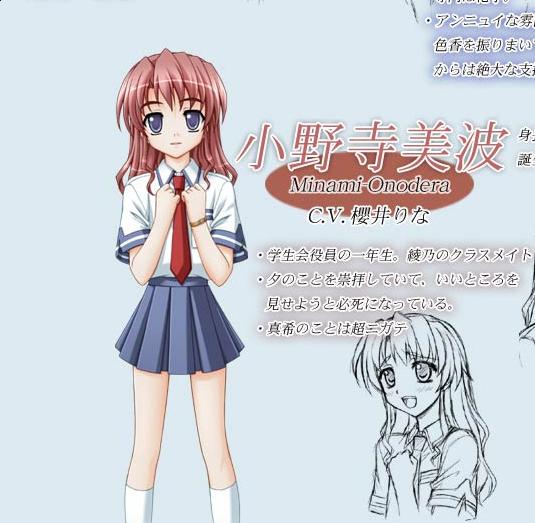 ・アンニュイな雰
色香を振りまい
からは絶大な支
小野寺美波
Minami Onodera
C.V. 櫻井りな
身
誕
・学生会役員の一年生。綾乃のクラスメイト
・夕のことを崇拝していて、いいところを
見せようと必死になっている。
・真希のことは超ニガテ